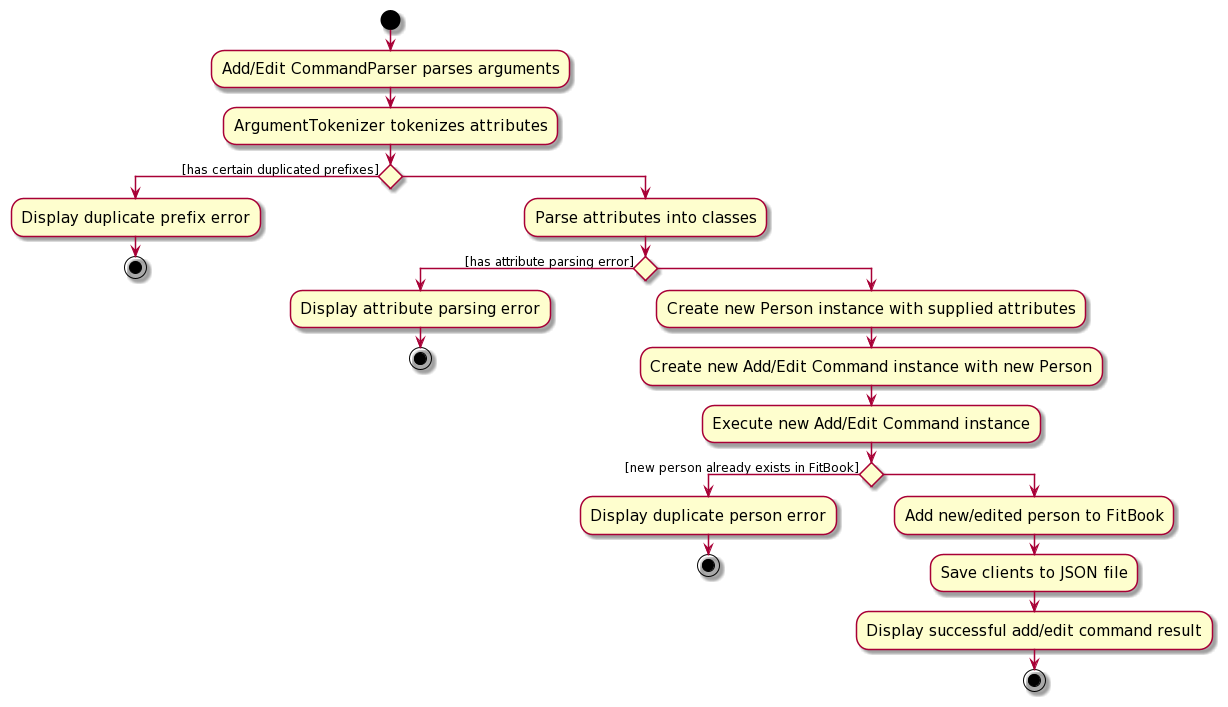 Add/Edit CommandParser parses arguments
ArgumentTokenizer tokenizes attributes
[has certain duplicated prefixes]
Display duplicate prefix error
Parse attributes into classes
[has attribute parsing error]
Display attribute parsing error
Create new Person instance with supplied attributes
Create new Add/Edit Command instance with new Person
Execute new Add/Edit Command instance
[new person already exists in FitBook]
Display duplicate person error
Add new/edited person to FitBook
Save clients to JSON file
Display successful add/edit command result